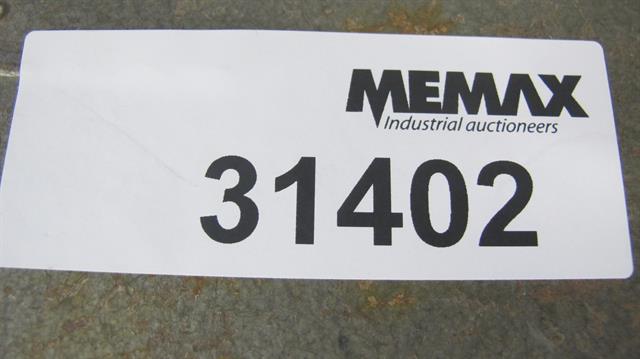 MEMAX
Industrial auctioneers
31402